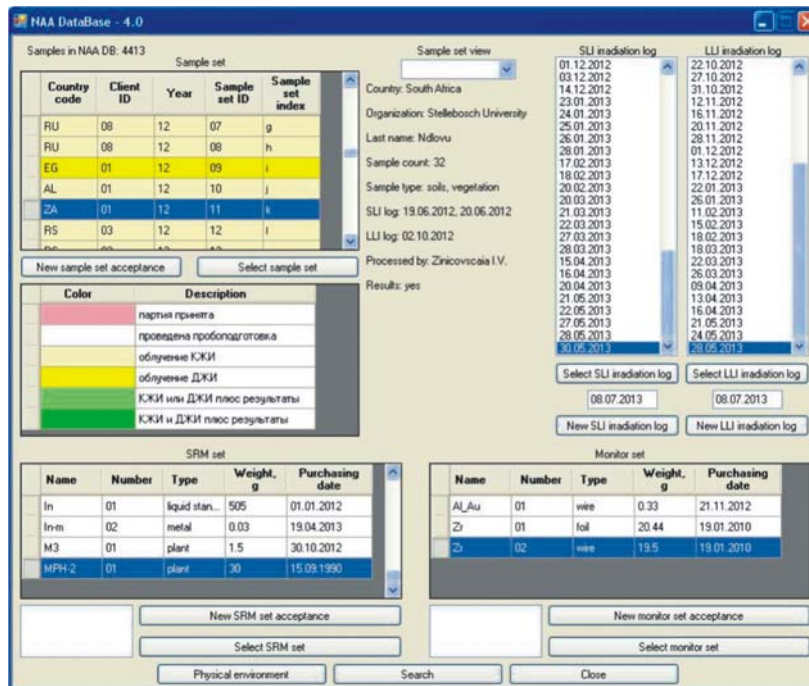 NAA DataBase - 4.0
Samples in NAA DB: 4413
Sample set
Country code Client ID Year Sample set ID Sample set index
RU 08 12 07 g
RU 08 12 08 h
EG 01 12 09 i
AL 01 12 10 j
ZA 01 12 11 k
RS 03 12 12 l
New sample set acceptance Select sample set
Color Description
партия принята
проведена пробоподготовка
облучение КЖИ
облучение ДЖИ
КЖИ или ДЖИ плюс результаты
КЖИ и ДЖИ плюс результаты
Sample set view
Country: South Africa
Organization: Stellebosch University
Last name: Ndlovu
Sample count: 32
Sample type: soils, vegetation
SLI log: 19.06.2012, 20.06.2012
LLI log: 02.10.2012
Processed by: Zinicovscaia I.V.
Results: yes
SLI irradiation log
01.12.2012
03.12.2012
14.12.2012
23.01.2013
24.01.2013
25.01.2013
26.01.2013
28.01.2013
17.02.2013
18.02.2013
20.02.2013
20.03.2013
21.03.2013
22.03.2013
27.03.2013
28.03.2013
15.04.2013
16.04.2013
20.04.2013
21.05.2013
22.05.2013
27.05.2013
28.05.2013
30.05.2013
Select SLI irradiation log
08.07.2013
New SLI irradiation log
LLI irradiation log
22.10.2012
27.10.2012
31.10.2012
12.11.2012
16.11.2012
20.11.2012
28.11.2012
01.12.2012
13.12.2012
17.12.2012
22.01.2013
26.01.2013
11.02.2013
15.02.2013
18.02.2013
18.03.2013
22.03.2013
26.03.2013
09.04.2013
13.04.2013
16.04.2013
21.05.2013
24.05.2013
28.05.2013
Select LLI irradiation log
08.07.2013
New LLI irradiation log
SRM set
Name Number Type Weight, g Purchasing date
In 01 liquid stan... 505 01.01.2012
In-m 02 metal 0.03 19.04.2013
M3 01 plant 1.5 30.10.2012
MPH-2 01 plant 30 15.09.1990
New SRM set acceptance
Select SRM set
Monitor set
Name Number Type Weight, g Purchasing date
Al_Au 01 wire 0.33 21.11.2012
Zr 01 foil 20.44 19.01.2010
Zr 02 wire 19.5 19.01.2010
New monitor set acceptance
Select monitor set
Physical environment Search Close